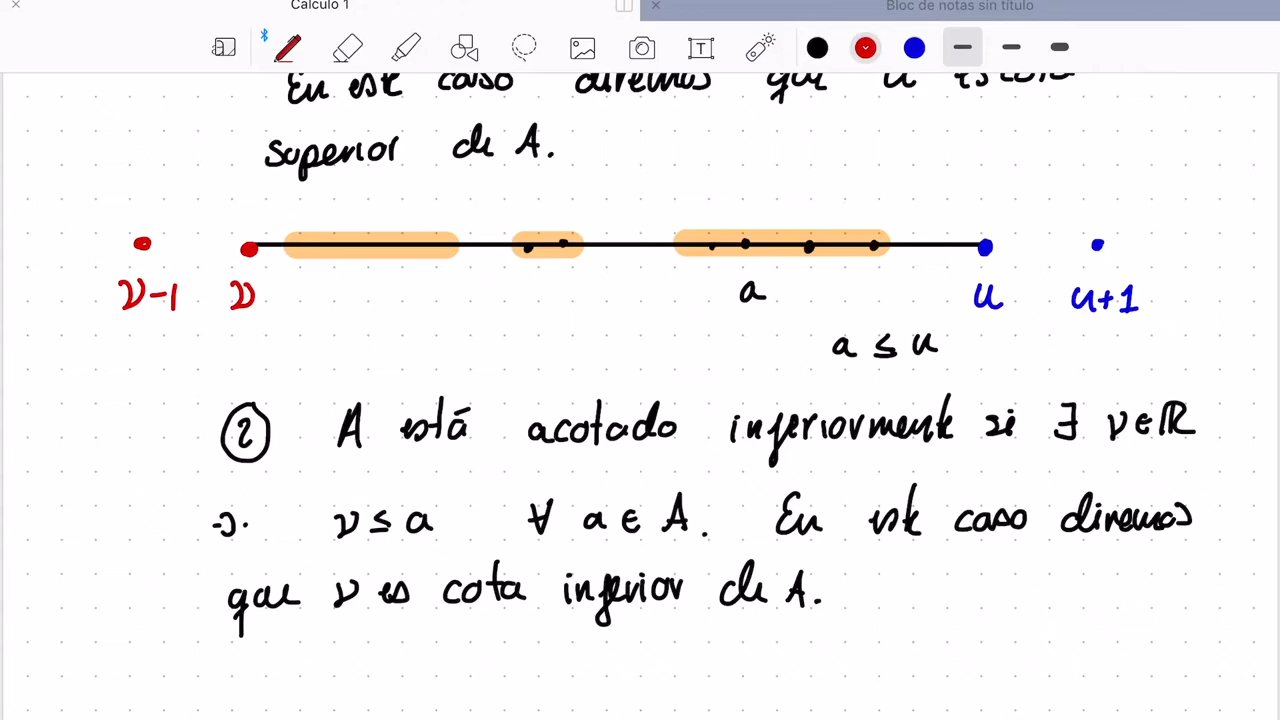 Calculo 1
Bloc de notas sin título
En este caso diremos que u es cota
superior de A.
ν-1 ν a u u+1
a ≤ u
② A está acotado inferiormente si ∃ ν∈ℝ
ν ≤ a ∀ a ∈ A. En este caso diremos
que ν es cota inferior de A.